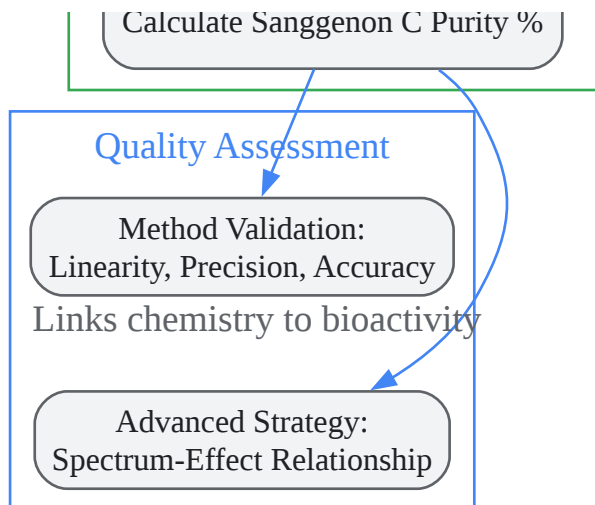 Calculate Sanggenon C Purity %
Quality Assessment
Method Validation:
Linearity, Precision, Accuracy
Links chemistry to bioactivity
Advanced Strategy:
Spectrum-Effect Relationship